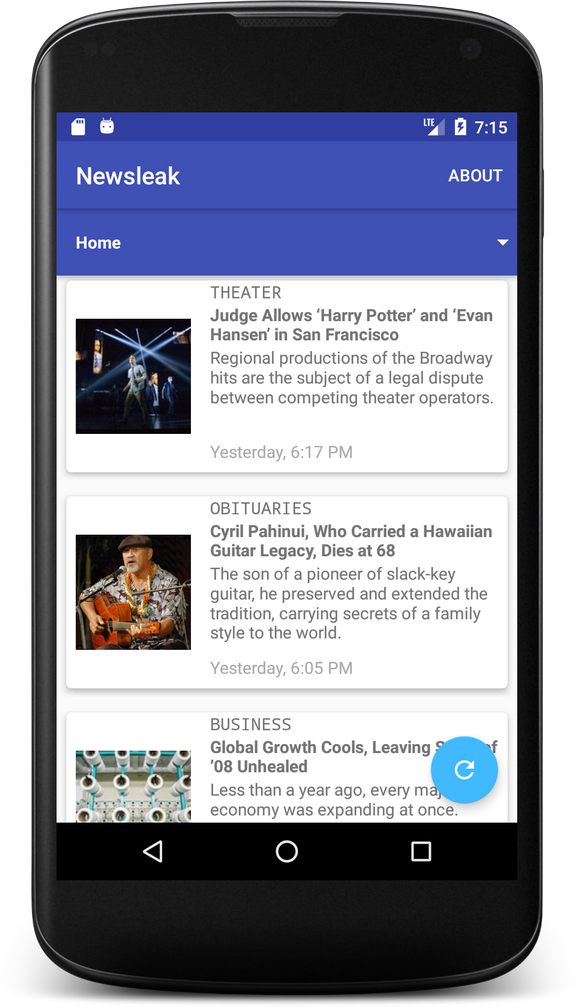 LTE 7:15
Newsleak ABOUT
Home
THEATER
Judge Allows ‘Harry Potter’ and ‘Evan
Hansen’ in San Francisco
Regional productions of the Broadway
hits are the subject of a legal dispute
between competing theater operators.
Yesterday, 6:17 PM
OBITUARIES
Cyril Pahinui, Who Carried a Hawaiian
Guitar Legacy, Dies at 68
The son of a pioneer of slack-key
guitar, he preserved and extended the
tradition, carrying secrets of a family
style to the world.
Yesterday, 6:05 PM
BUSINESS
Global Growth Cools, Leaving of
’08 Unhealed
Less than a year ago, every
economy was expanding at once.